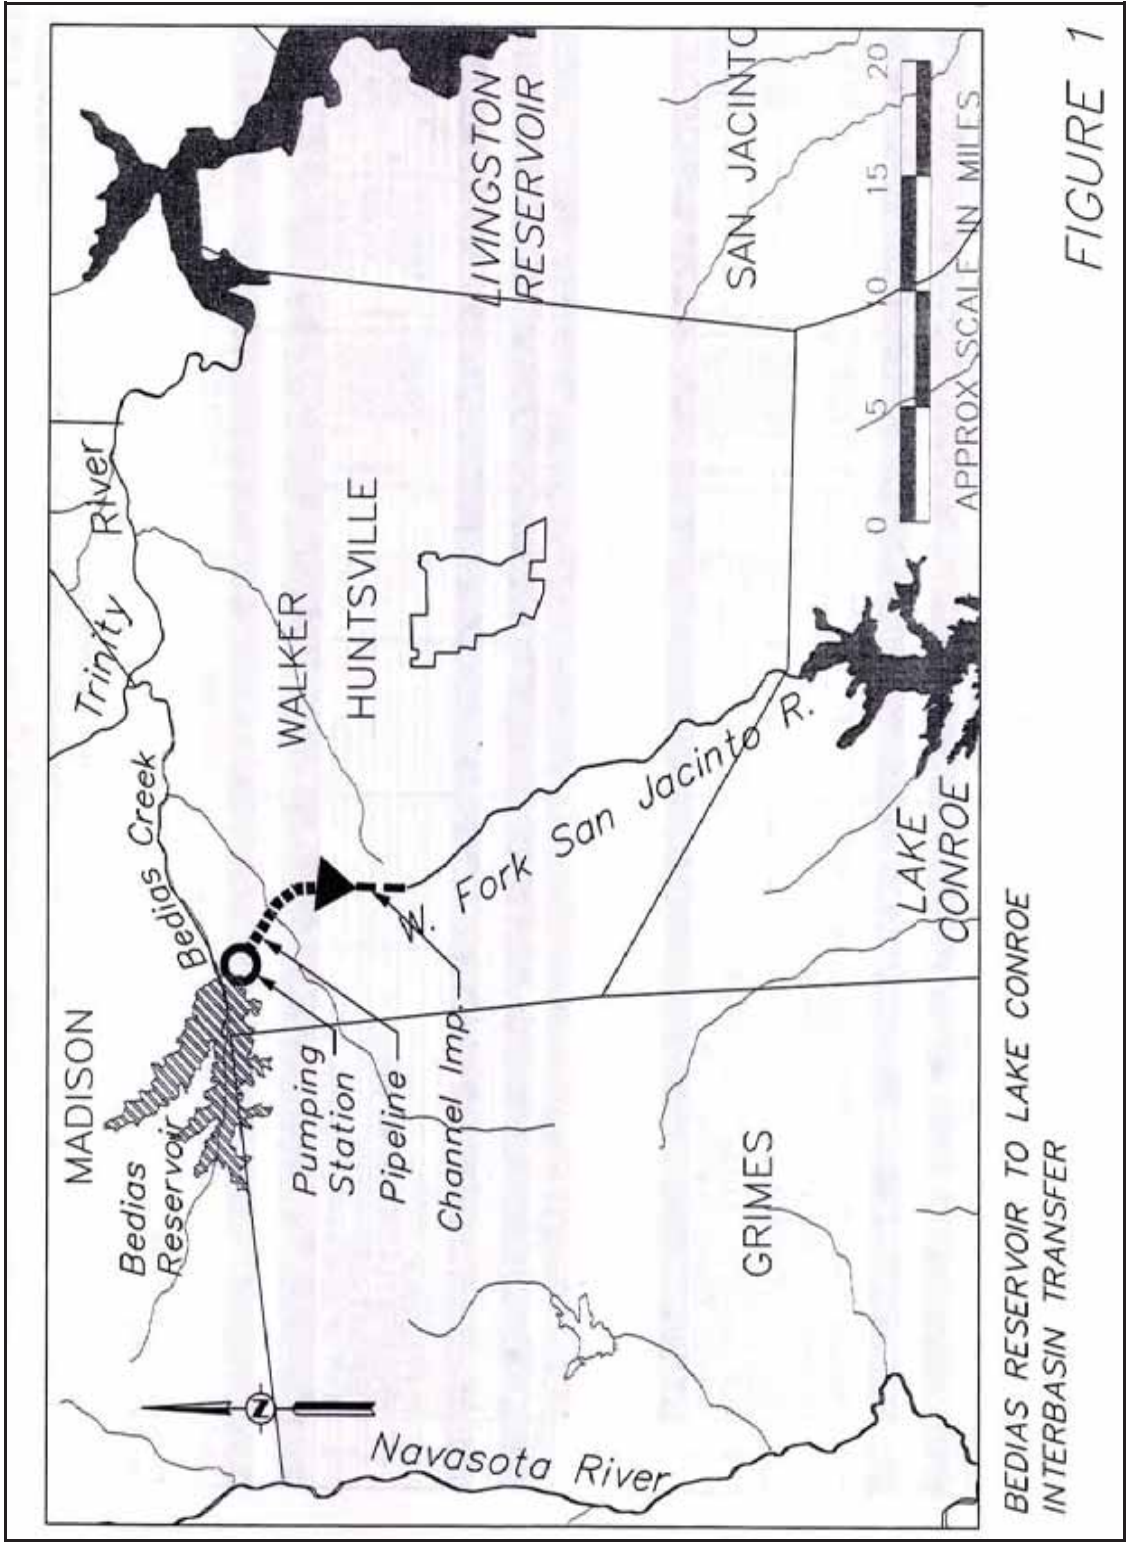 MADISON
Trinity River
Bedias
Reservoir
Bedias Creek
WALKER
HUNTSVILLE
Pumping
Station
Pipeline
Channel Imp.
N
W. Fork San Jacinto R.
LIVINGSTON
RESERVOIR
Navasota River
SAN JACINTO
GRIMES
LAKE
CONROE
0 5 10 15 20
APPROX SCALE IN MILES
BEDIAS RESERVOIR TO LAKE CONROE
INTERBASIN TRANSFER
FIGURE 1